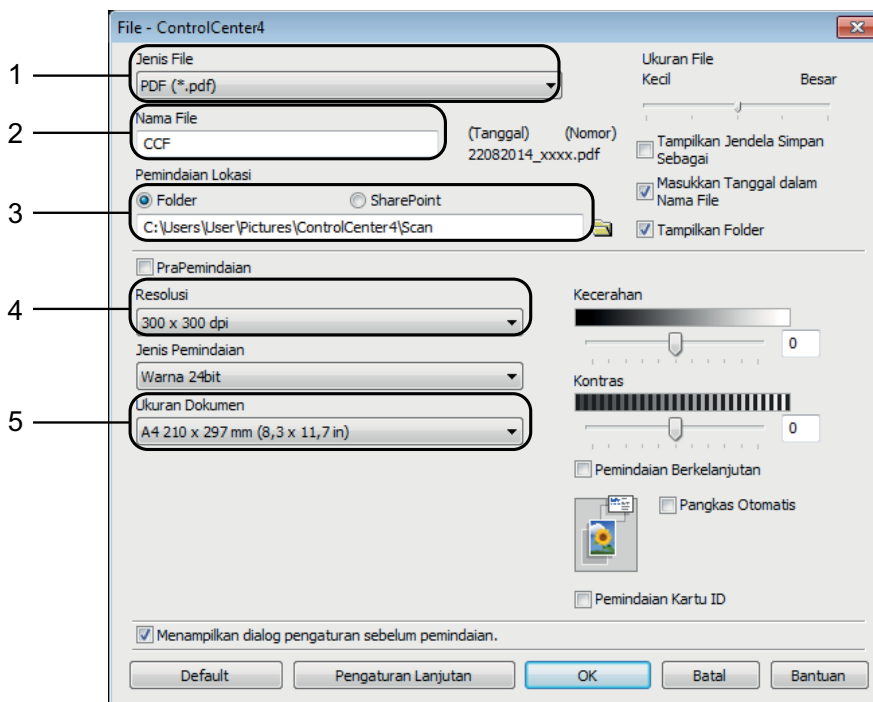 File - ControlCenter4
1
Jenis File
PDF (*.pdf)
Ukuran File
Kecil Besar
2
Nama File
CCF
(Tanggal) (Nomor)
22082014_xxxx.pdf
Tampilkan Jendela Simpan
Sebagai
Masukkan Tanggal dalam
Nama File
Tampilkan Folder
3
Pemindaian Lokasi
Folder SharePoint
C:\Users\User\Pictures\ControlCenter4\Scan
PraPemindaian
4
Resolusi
300 x 300 dpi
Jenis Pemindaian
Warna 24bit
5
Ukuran Dokumen
A4 210 x 297 mm (8,3 x 11,7 in)
Kecerahan
0
Kontras
0
Pemindaian Berkelanjutan
Pangkas Otomatis
Pemindaian Kartu ID
Menampilkan dialog pengaturan sebelum pemindaian.
Default Pengaturan Lanjutan OK Batal Bantuan